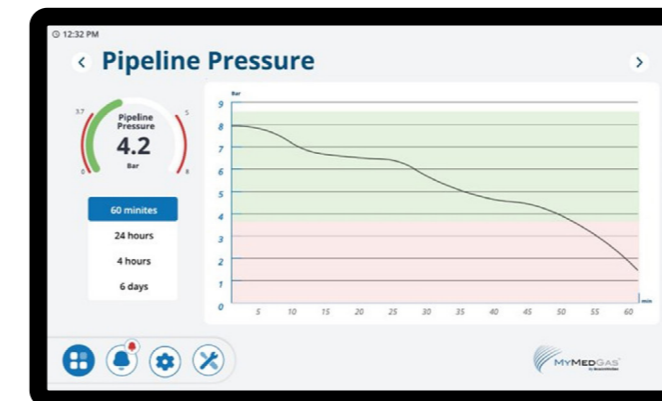 12:32 PM
Pipeline Pressure
Bar
9
8
7
6
5
4
3
2
1
0
5 10 15 20 25 30 35 40 45 50 55 60
min
3.7
5
0
8
Pipeline
Pressure
4.2
Bar
60 minites
24 hours
4 hours
6 days
MYMEDGAS